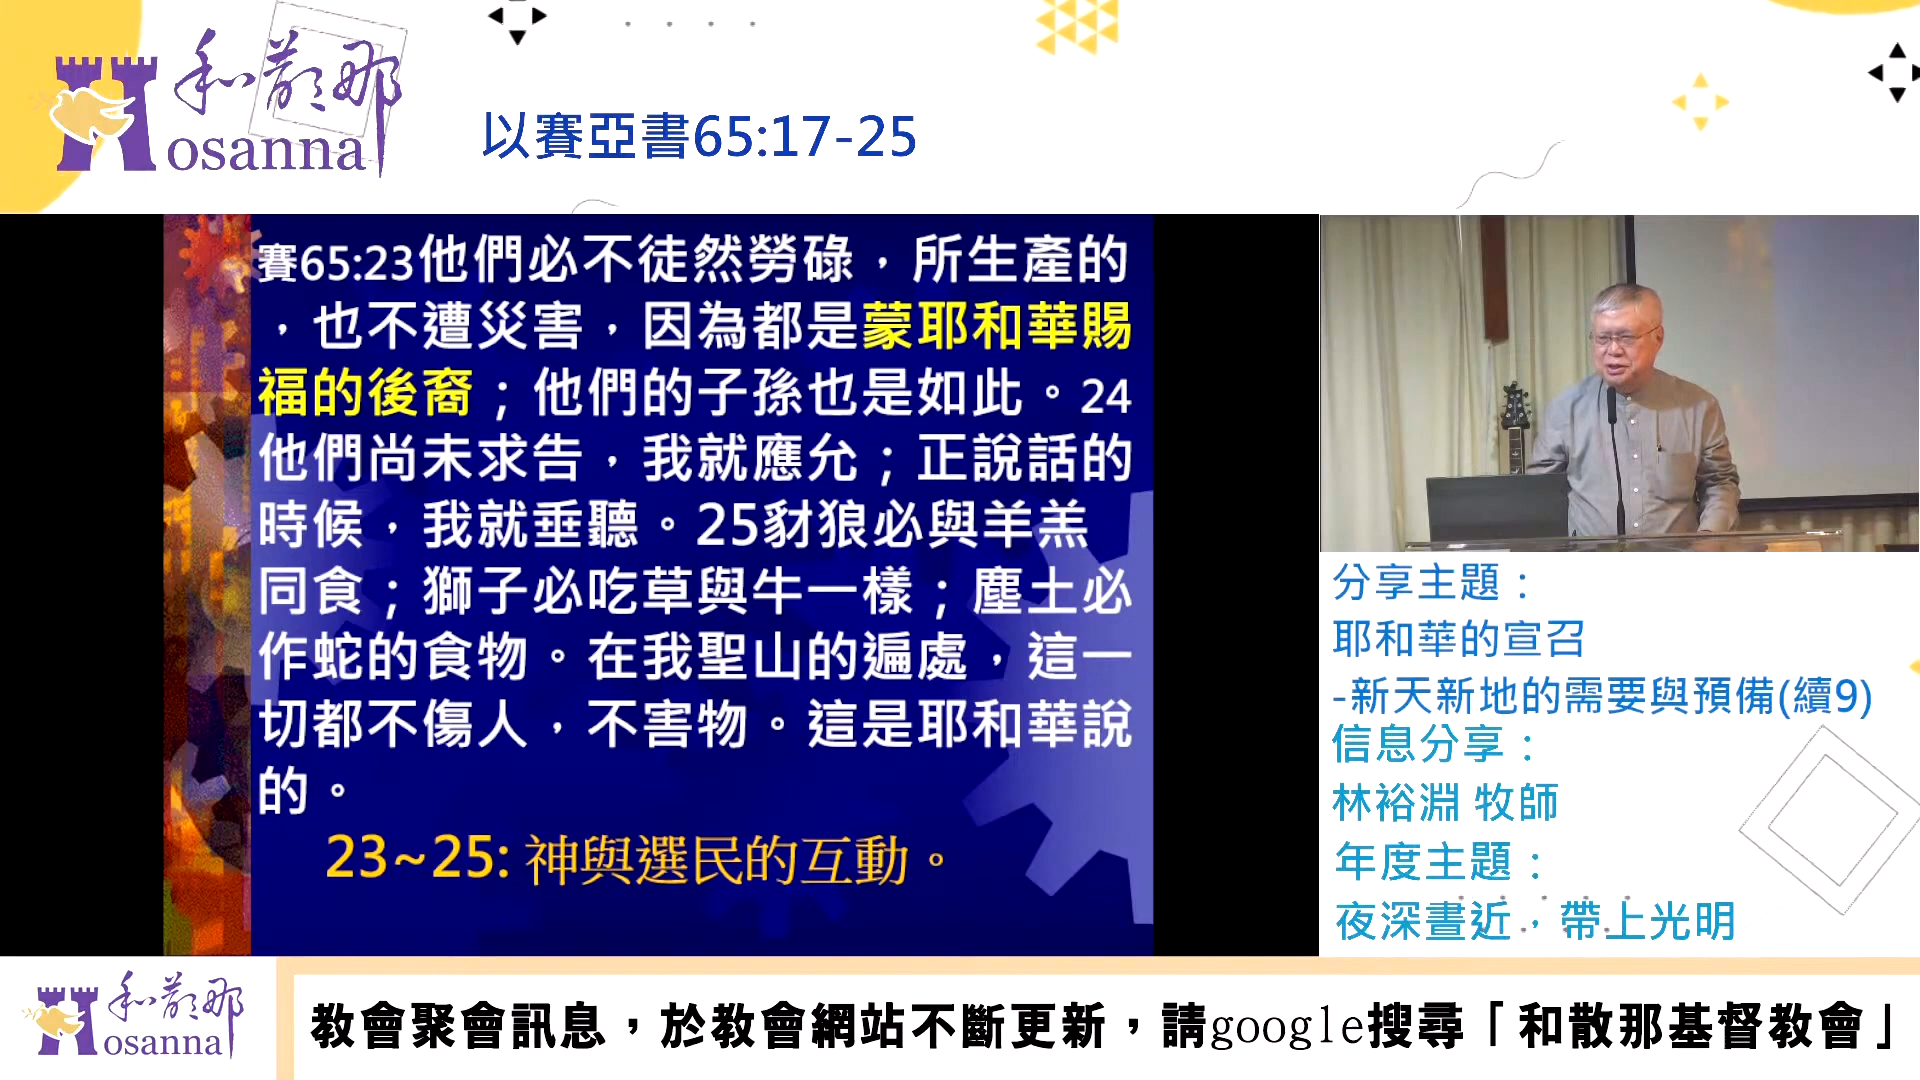 和散那
Hosanna
以賽亞書65:17-25
賽65:23他們必不徒然勞碌，所生產的
，也不遭災害，因為都是蒙耶和華賜
福的後裔；他們的子孫也是如此。24
他們尚未求告，我就應允；正說話的
時候，我就垂聽。25豺狼必與羊羔
同食；獅子必吃草與牛一樣；塵土必
作蛇的食物。在我聖山的遍處，這一
切都不傷人，不害物。這是耶和華說
的。
23~25: 神與選民的互動。
分享主題：
耶和華的宣召
-新天新地的需要與預備(續9)
信息分享：
林裕淵 牧師
年度主題：
夜深晝近，帶上光明
和散那
Hosanna
教會聚會訊息，於教會網站不斷更新，請google搜尋「和散那基督教會」